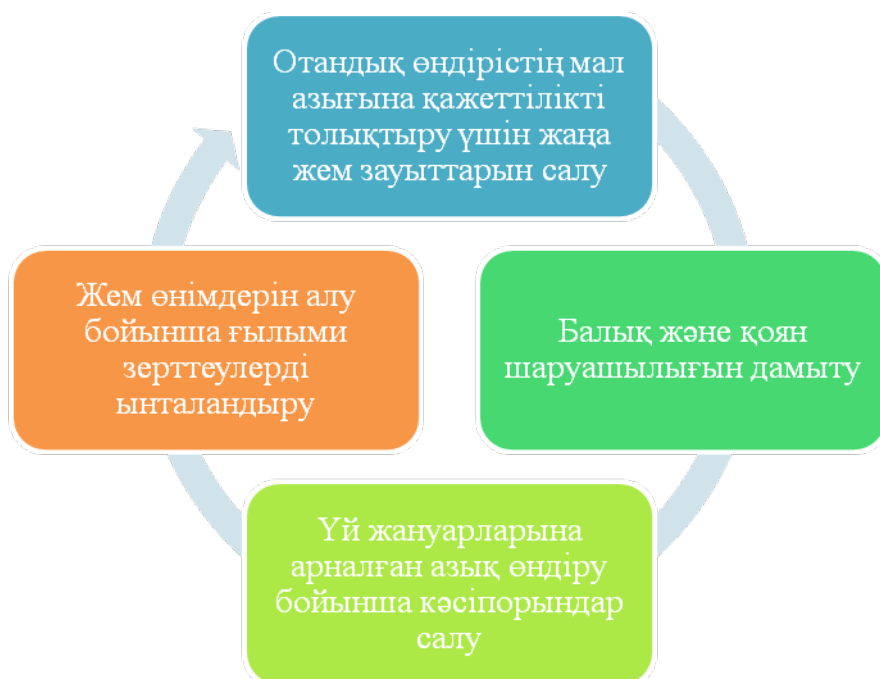 Отандық өндірістің мал
азығына қажеттілікті
толықтыру үшін жаңа
жем зауыттарын салу
Балық және қоян
шаруашылығын дамыту
Үй жануарларына
арналған азық өндіру
бойынша кәсіпорындар
салу
Жем өнімдерін алу
бойынша ғылыми
зерттеулерді
ынталандыру